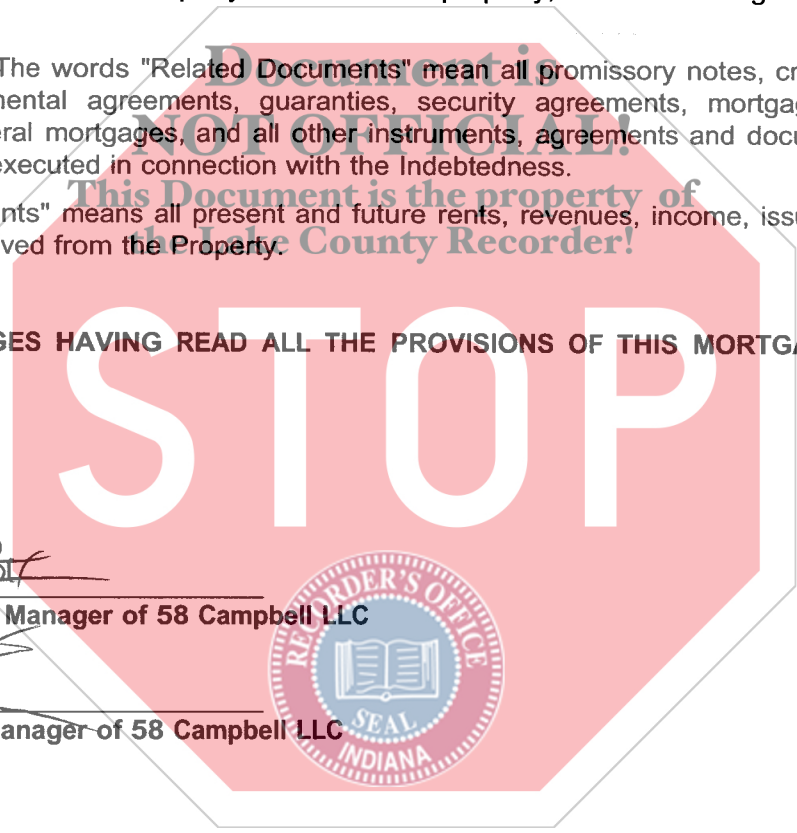 Document is
The words "Related Documents" mean all promissory notes, cr
mental agreements, guaranties, security agreements, mortgag
NOT OFFICIAL!
eral mortgages, and all other instruments, agreements and docu
executed in connection with the Indebtedness.
This Document is the property of
nts" means all present and future rents, revenues, income, issu
the Lake County Recorder!
ved from the Property.
GES HAVING READ ALL THE PROVISIONS OF THIS MORTGA
STOP
Manager of 58 Campbell LLC
anager of 58 Campbell LLC
RECORDER'S OFFICE
SEAL
INDIANA